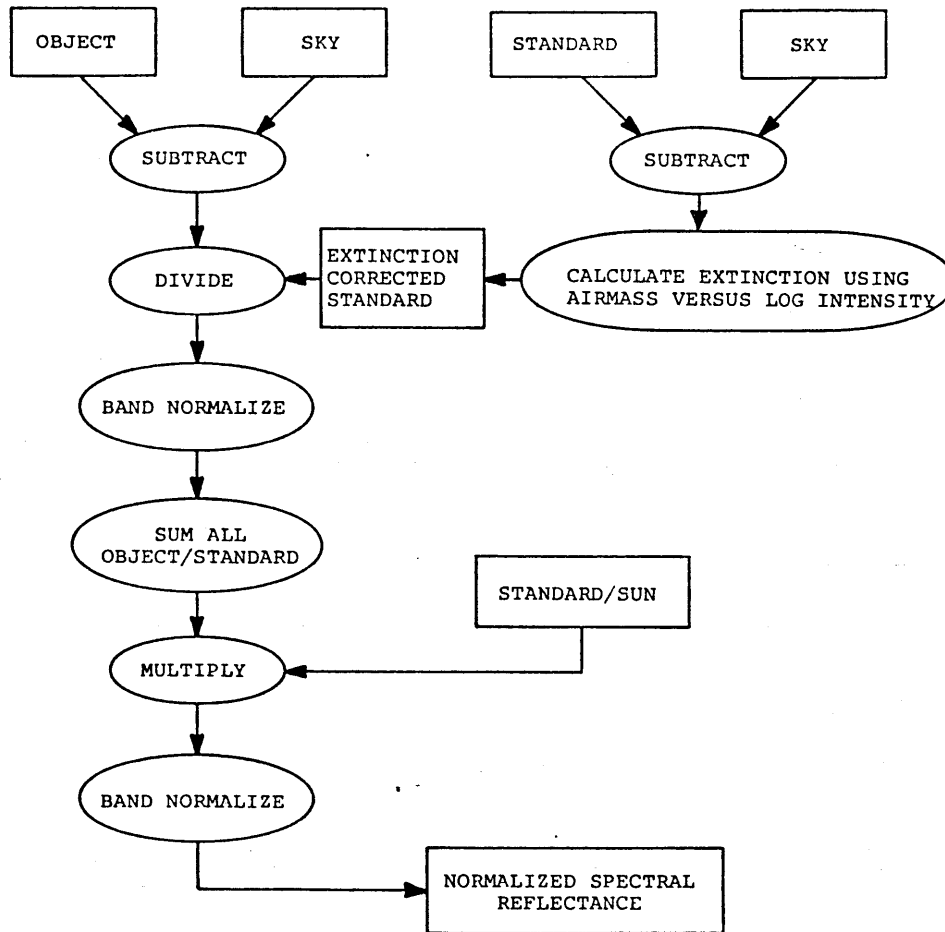 OBJECT
SKY
STANDARD
SKY
SUBTRACT
SUBTRACT
DIVIDE
EXTINCTION
CORRECTED
STANDARD
CALCULATE EXTINCTION USING
AIRMASS VERSUS LOG INTENSITY
BAND NORMALIZE
SUM ALL
OBJECT/STANDARD
STANDARD/SUN
MULTIPLY
BAND NORMALIZE
NORMALIZED SPECTRAL
REFLECTANCE